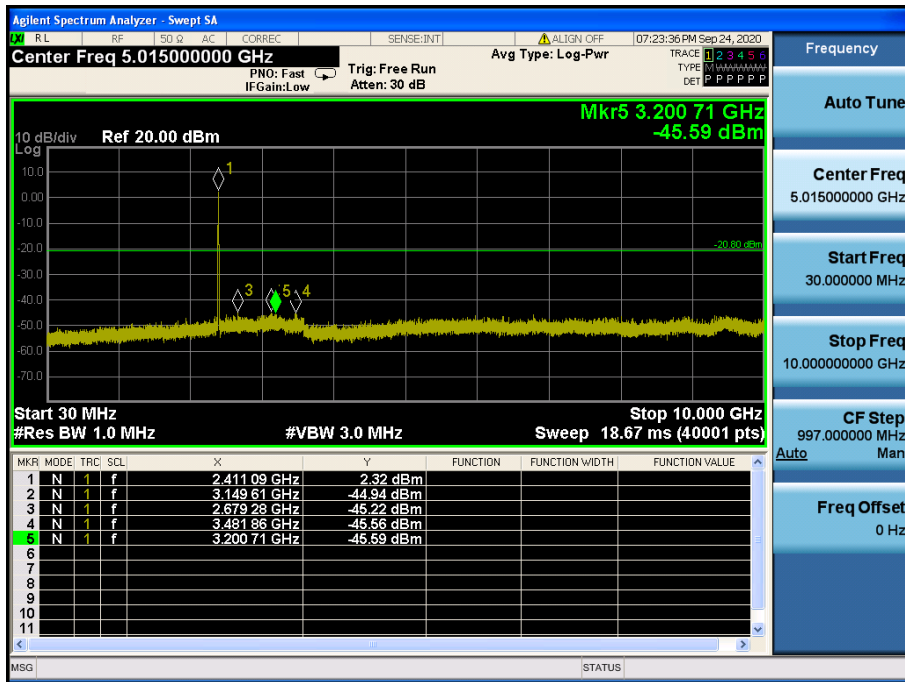 Agilent Spectrum Analyzer - Swept SA
LXI RL RF 50 Ω AC CORREC SENSE:INT ALIGN OFF 07:23:36 PM Sep 24, 2020
Center Freq 5.015000000 GHz
PNO: Fast
IFGain:Low
Trig: Free Run
Atten: 30 dB
Avg Type: Log-Pwr
TRACE 1 2 3 4 5 6
TYPE M WWWWW
DET P P P P P P
Mkr5 3.200 71 GHz
-45.59 dBm
10 dB/div Ref 20.00 dBm
Log
10.0
0.00
-10.0
-20.0
-30.0
-40.0
-50.0
-60.0
-70.0
1
-20.80 dBm
3
5
4
Start 30 MHz
Stop 10.000 GHz
#Res BW 1.0 MHz
#VBW 3.0 MHz
Sweep 18.67 ms (40001 pts)
MKR MODE TRC SCL X Y FUNCTION FUNCTION WIDTH FUNCTION VALUE
1 N 1 f 2.411 09 GHz 2.32 dBm
2 N 1 f 3.149 61 GHz -44.94 dBm
3 N 1 f 2.679 28 GHz -45.22 dBm
4 N 1 f 3.481 86 GHz -45.56 dBm
5 N 1 f 3.200 71 GHz -45.59 dBm
6
7
8
9
10
11
MSG
STATUS
Frequency
Auto Tune
Center Freq
5.015000000 GHz
Start Freq
30.000000 MHz
Stop Freq
10.000000000 GHz
CF Step
997.000000 MHz
Auto Man
Freq Offset
0 Hz